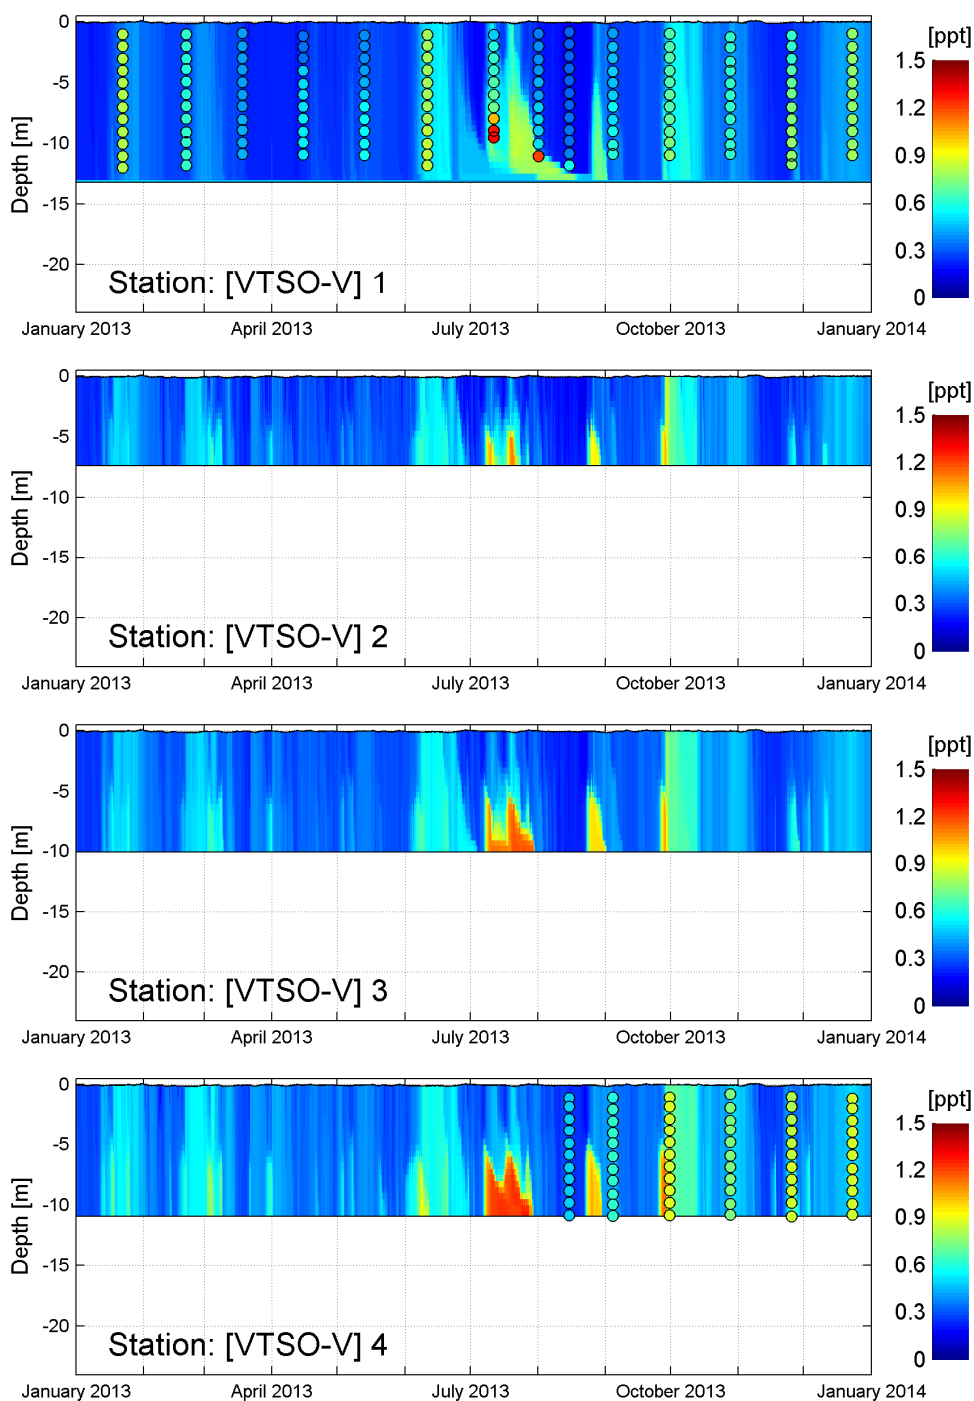 [ppt]
0
-5
-10
-15
-20
Depth [m]
1.5
1.2
0.9
0.6
0.3
0
Station: [VTSO-V] 1
January 2013
April 2013
July 2013
October 2013
January 2014
[ppt]
0
-5
-10
-15
-20
Depth [m]
1.5
1.2
0.9
0.6
0.3
0
Station: [VTSO-V] 2
January 2013
April 2013
July 2013
October 2013
January 2014
[ppt]
0
-5
-10
-15
-20
Depth [m]
1.5
1.2
0.9
0.6
0.3
0
Station: [VTSO-V] 3
January 2013
April 2013
July 2013
October 2013
January 2014
[ppt]
0
-5
-10
-15
-20
Depth [m]
1.5
1.2
0.9
0.6
0.3
0
Station: [VTSO-V] 4
January 2013
April 2013
July 2013
October 2013
January 2014